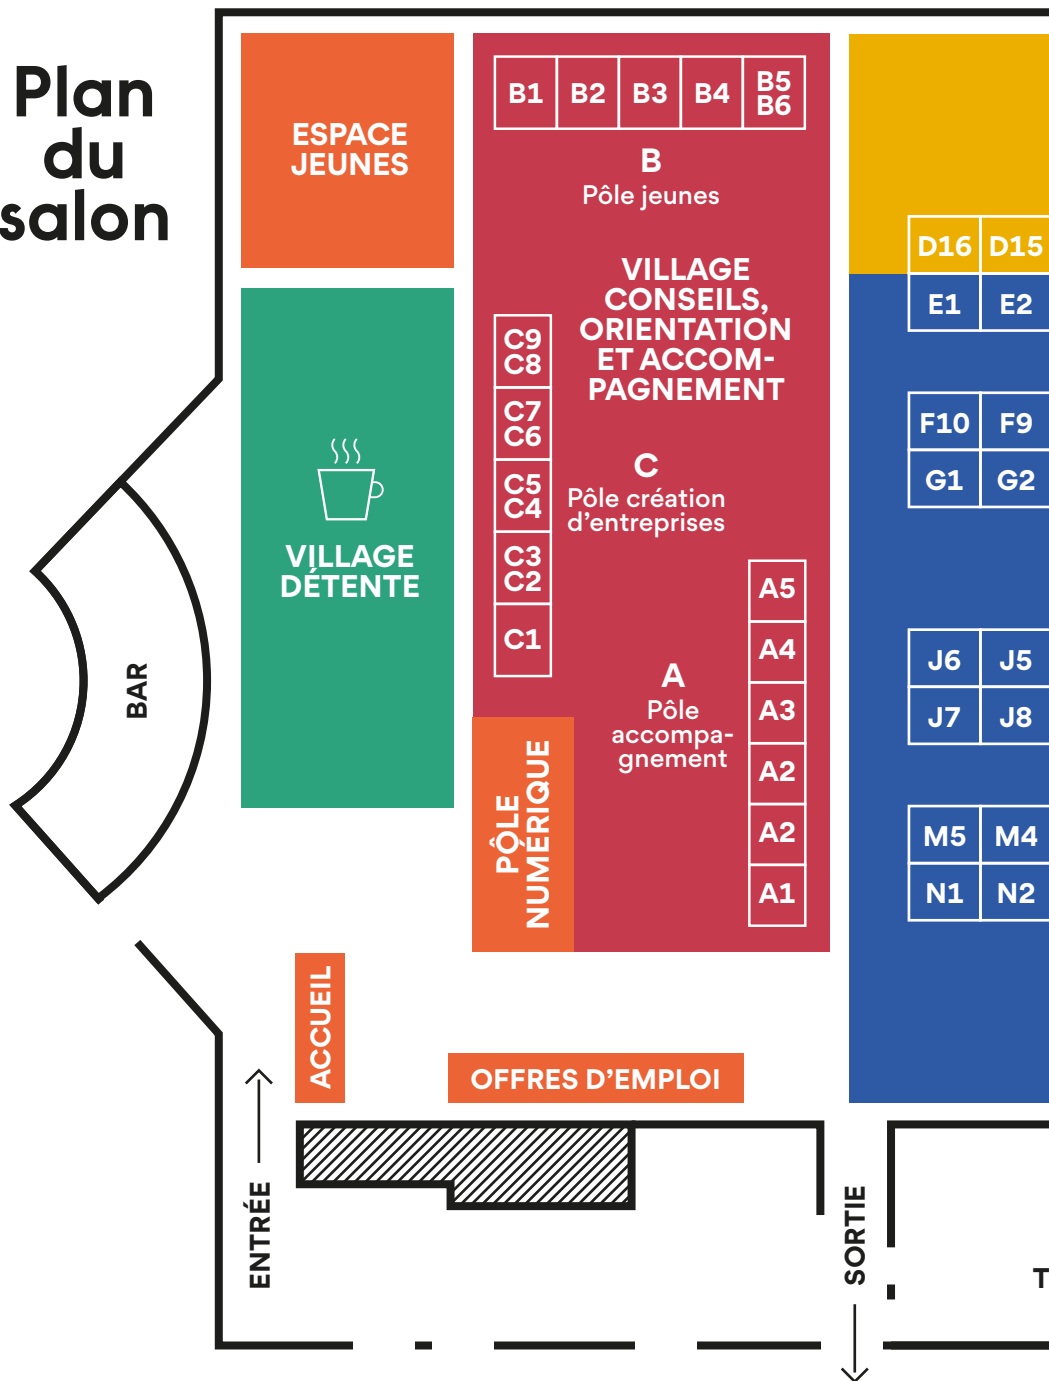 Plan
du
salon
ESPACE
JEUNES
B1 B2 B3 B4 B5
B6
B
Pôle jeunes
VILLAGE
CONSEILS,
ORIENTATION
ET ACCOM-
PAGNEMENT
C9
C8
C7
C6
C5
C4
C3
C2
C1
C
Pôle création
d'entreprises
A
Pôle
accompa-
gnement
A5
A4
A3
A2
A2
A1
PÔLE
NUMÉRIQUE
VILLAGE
DÉTENTE
BAR
D16 D15
E1 E2
F10 F9
G1 G2
J6 J5
J7 J8
M5 M4
N1 N2
ACCUEIL
OFFRES D'EMPLOI
ENTRÉE
SORTIE
T